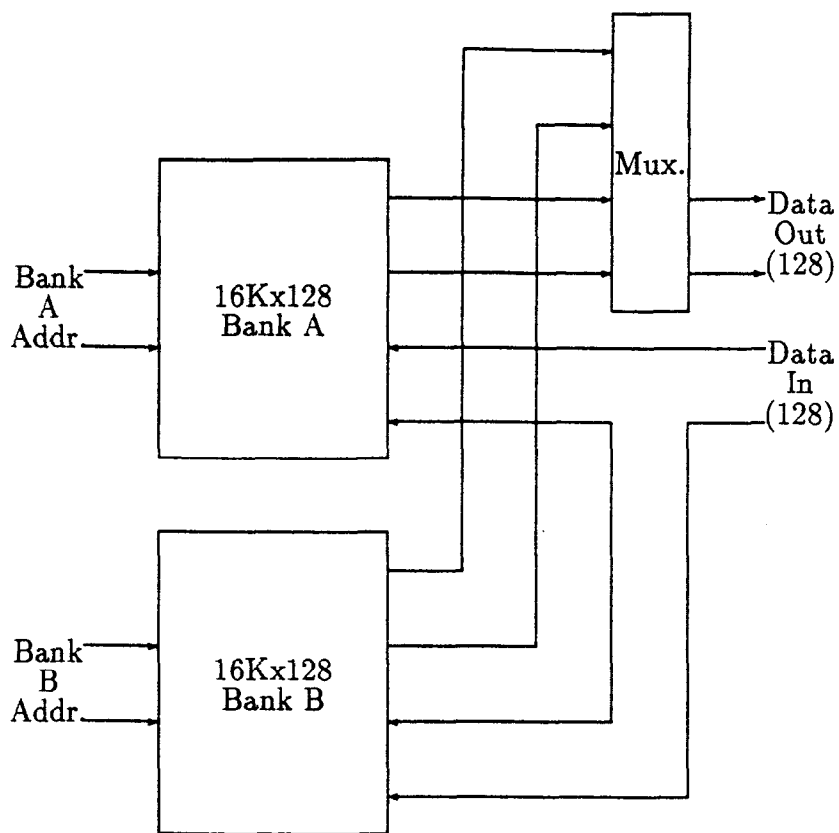 Mux.
Data
Out
(128)
Bank
A
Addr
16Kx128
Bank A
Data
In
(128)
Bank
B
Addr
16Kx128
Bank B